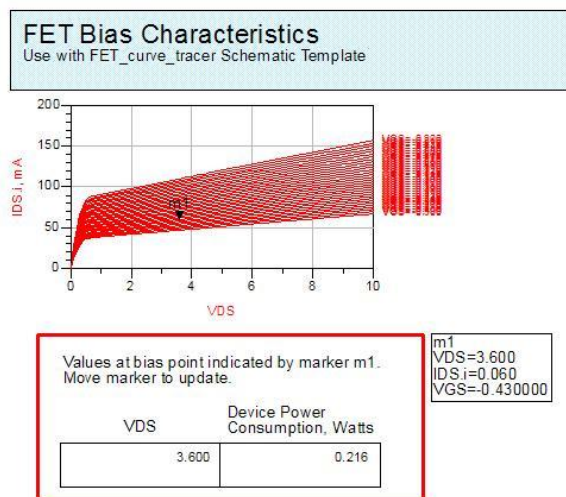 FET Bias Characteristics
Use with FET_curve_tracer Schematic Template
200
150
100
50
0
IDS.i, mA
m1
0 2 4 6 8 10
VDS
Values at bias point indicated by marker m1.
Move marker to update.
VDS
Device Power
Consumption, Watts
3.600 0.216
m1
VDS=3.600
IDS.i=0.060
VGS=-0.430000